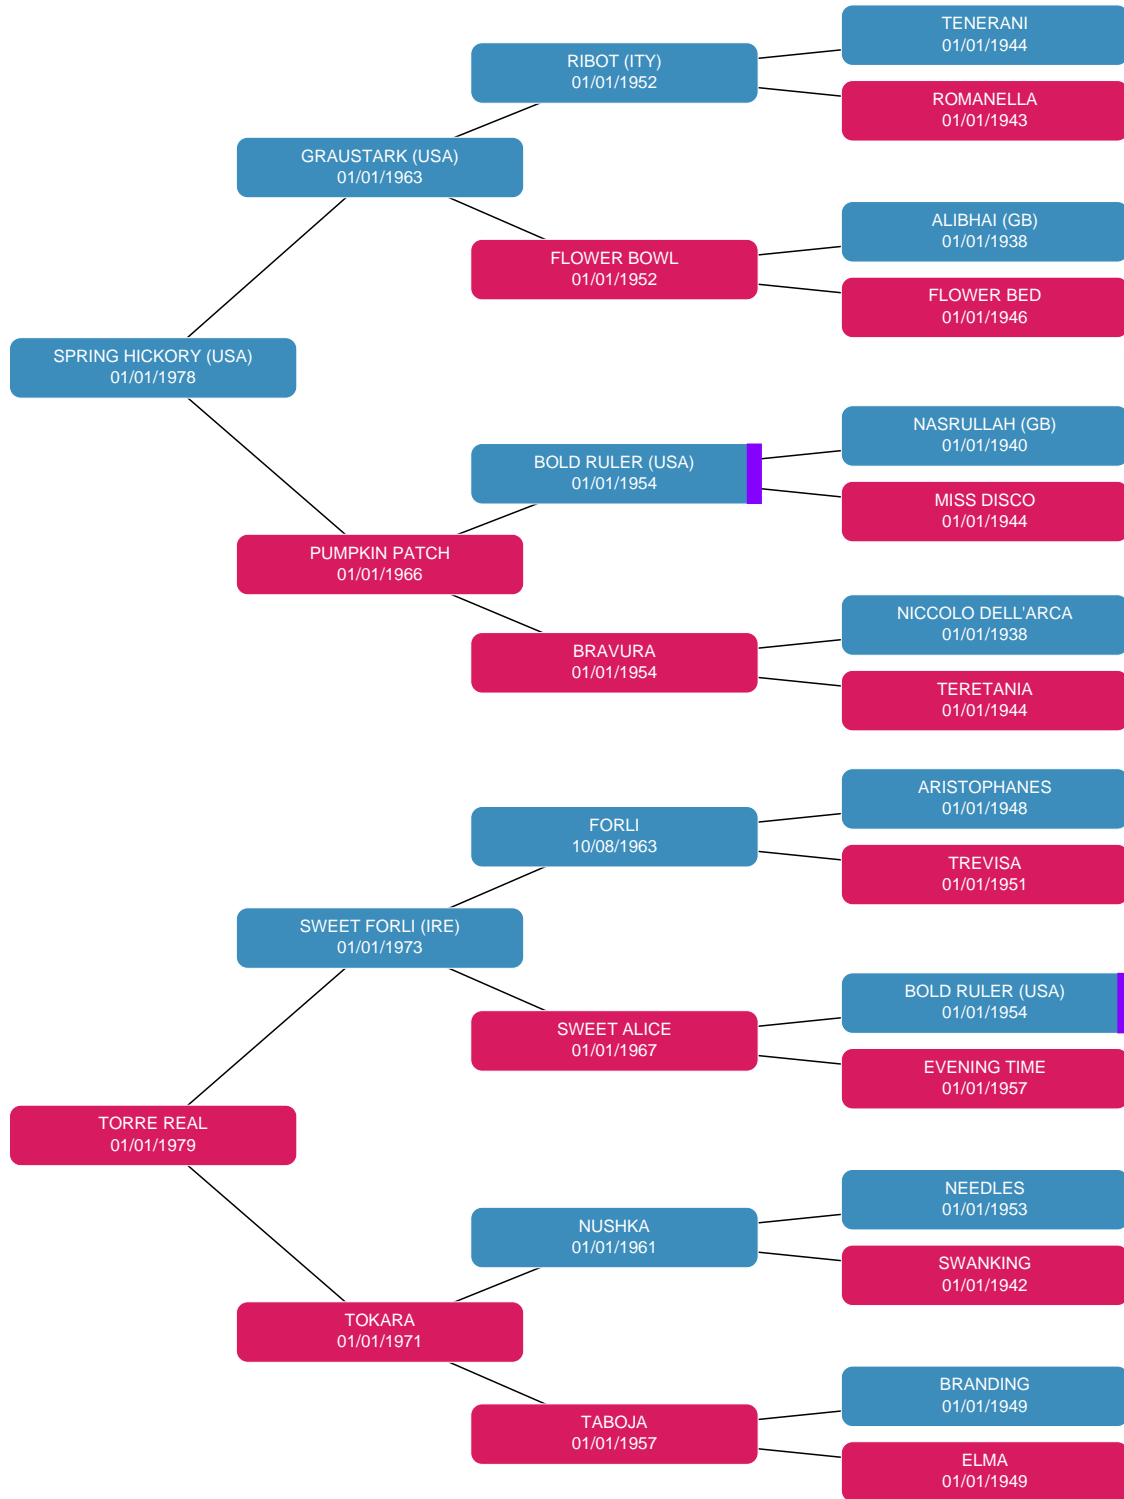 TENERANI
01/01/1944
RIBOT (ITY)
01/01/1952
ROMANELLA
01/01/1943
GRAUSTARK (USA)
01/01/1963
ALIBHAI (GB)
01/01/1938
FLOWER BOWL
01/01/1952
FLOWER BED
01/01/1946
SPRING HICKORY (USA)
01/01/1978
NASRULLAH (GB)
01/01/1940
BOLD RULER (USA)
01/01/1954
MISS DISCO
01/01/1944
PUMPKIN PATCH
01/01/1966
NICCOLO DELL'ARCA
01/01/1938
BRAVURA
01/01/1954
TERETANIA
01/01/1944
ARISTOPHANES
01/01/1948
FORLI
10/08/1963
TREVISA
01/01/1951
SWEET FORLI (IRE)
01/01/1973
BOLD RULER (USA)
01/01/1954
SWEET ALICE
01/01/1967
EVENING TIME
01/01/1957
TORRE REAL
01/01/1979
NEEDLES
01/01/1953
NUSHKA
01/01/1961
SWANKING
01/01/1942
TOKARA
01/01/1971
BRANDING
01/01/1949
TABOJA
01/01/1957
ELMA
01/01/1949